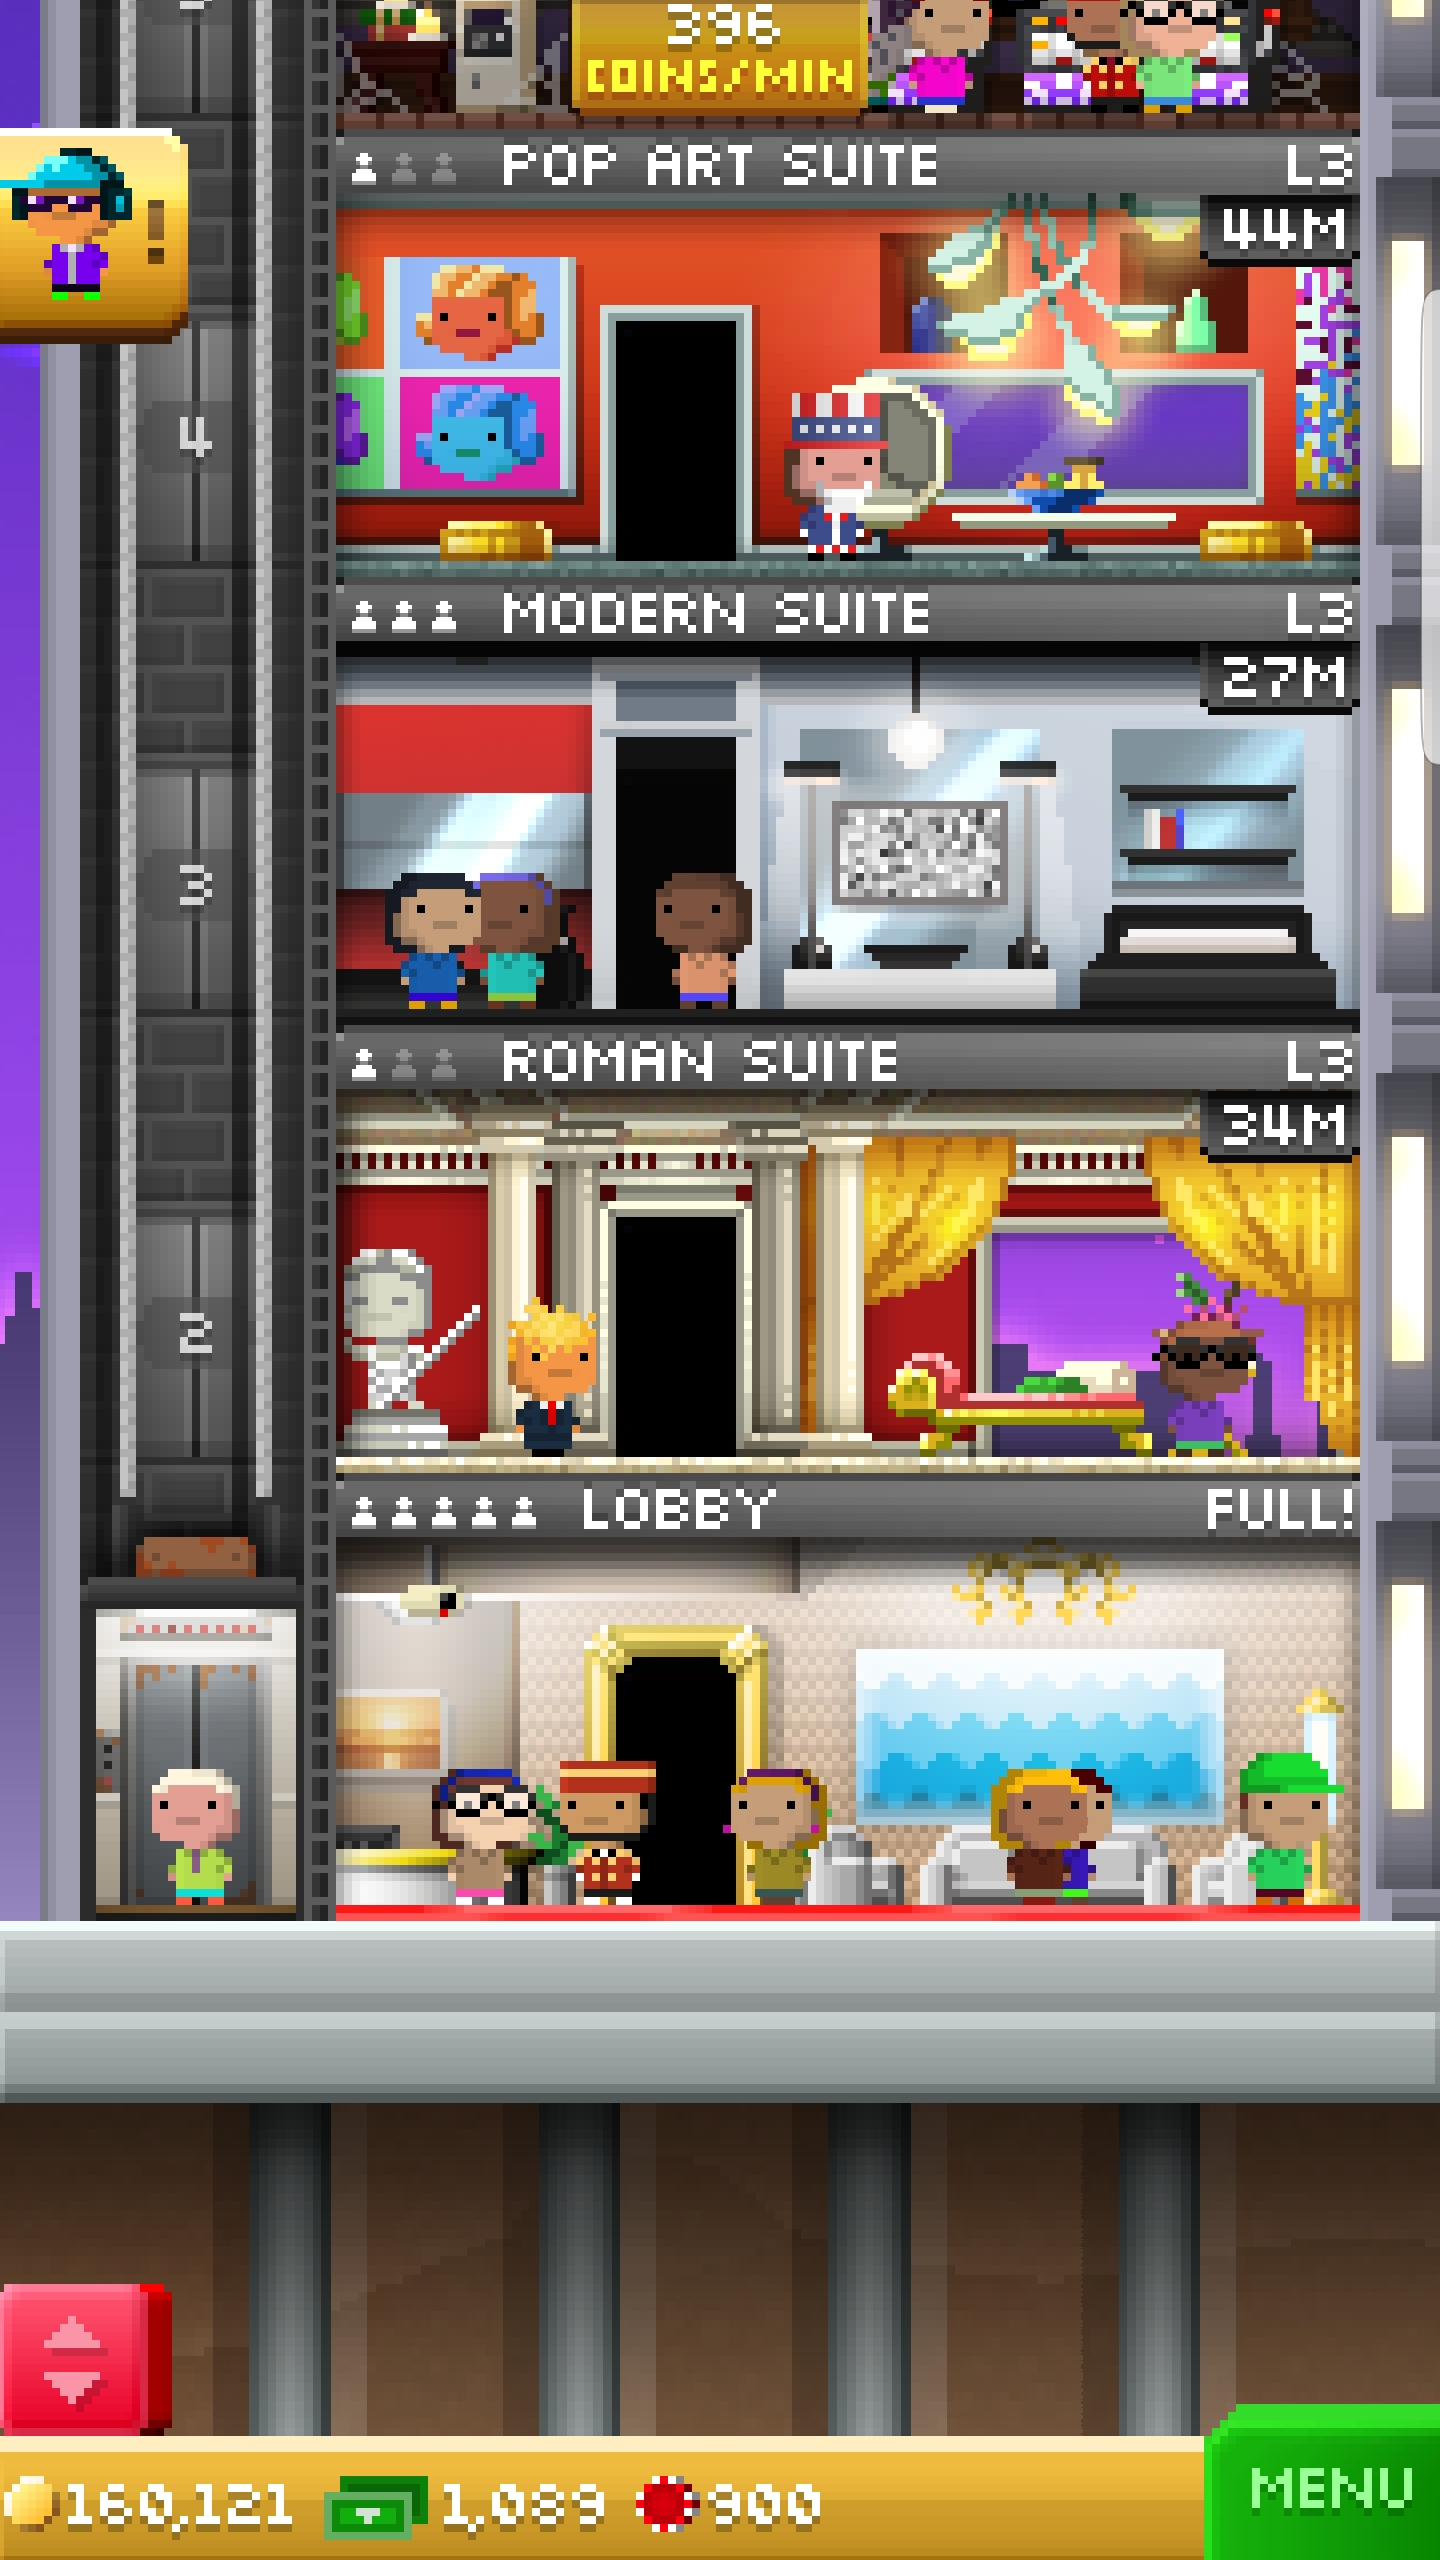 396
COINS/MIN
POP ART SUITE L3
44M
!
4
MODERN SUITE L3
27M
3
ROMAN SUITE L3
34M
2
LOBBY FULL!
160,121 1,089 900
MENU